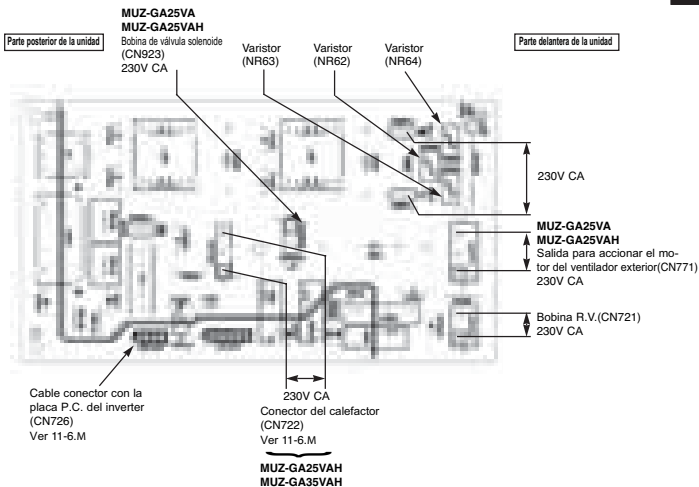 MUZ-GA25VA
MUZ-GA25VAH
Bobina de válvula solenoide
(CN923)
230V CA
Parte posterior de la unidad
Varistor
(NR63)
Varistor
(NR62)
Varistor
(NR64)
Parte delantera de la unidad
230V CA
MUZ-GA25VA
MUZ-GA25VAH
Salida para accionar el mo-
tor del ventilador exterior(CN771)
230V CA
Bobina R.V.(CN721)
230V CA
Cable conector con la
placa P.C. del inverter
(CN726)
Ver 11-6.M
230V CA
Conector del calefactor
(CN722)
Ver 11-6.M
MUZ-GA25VAH
MUZ-GA35VAH